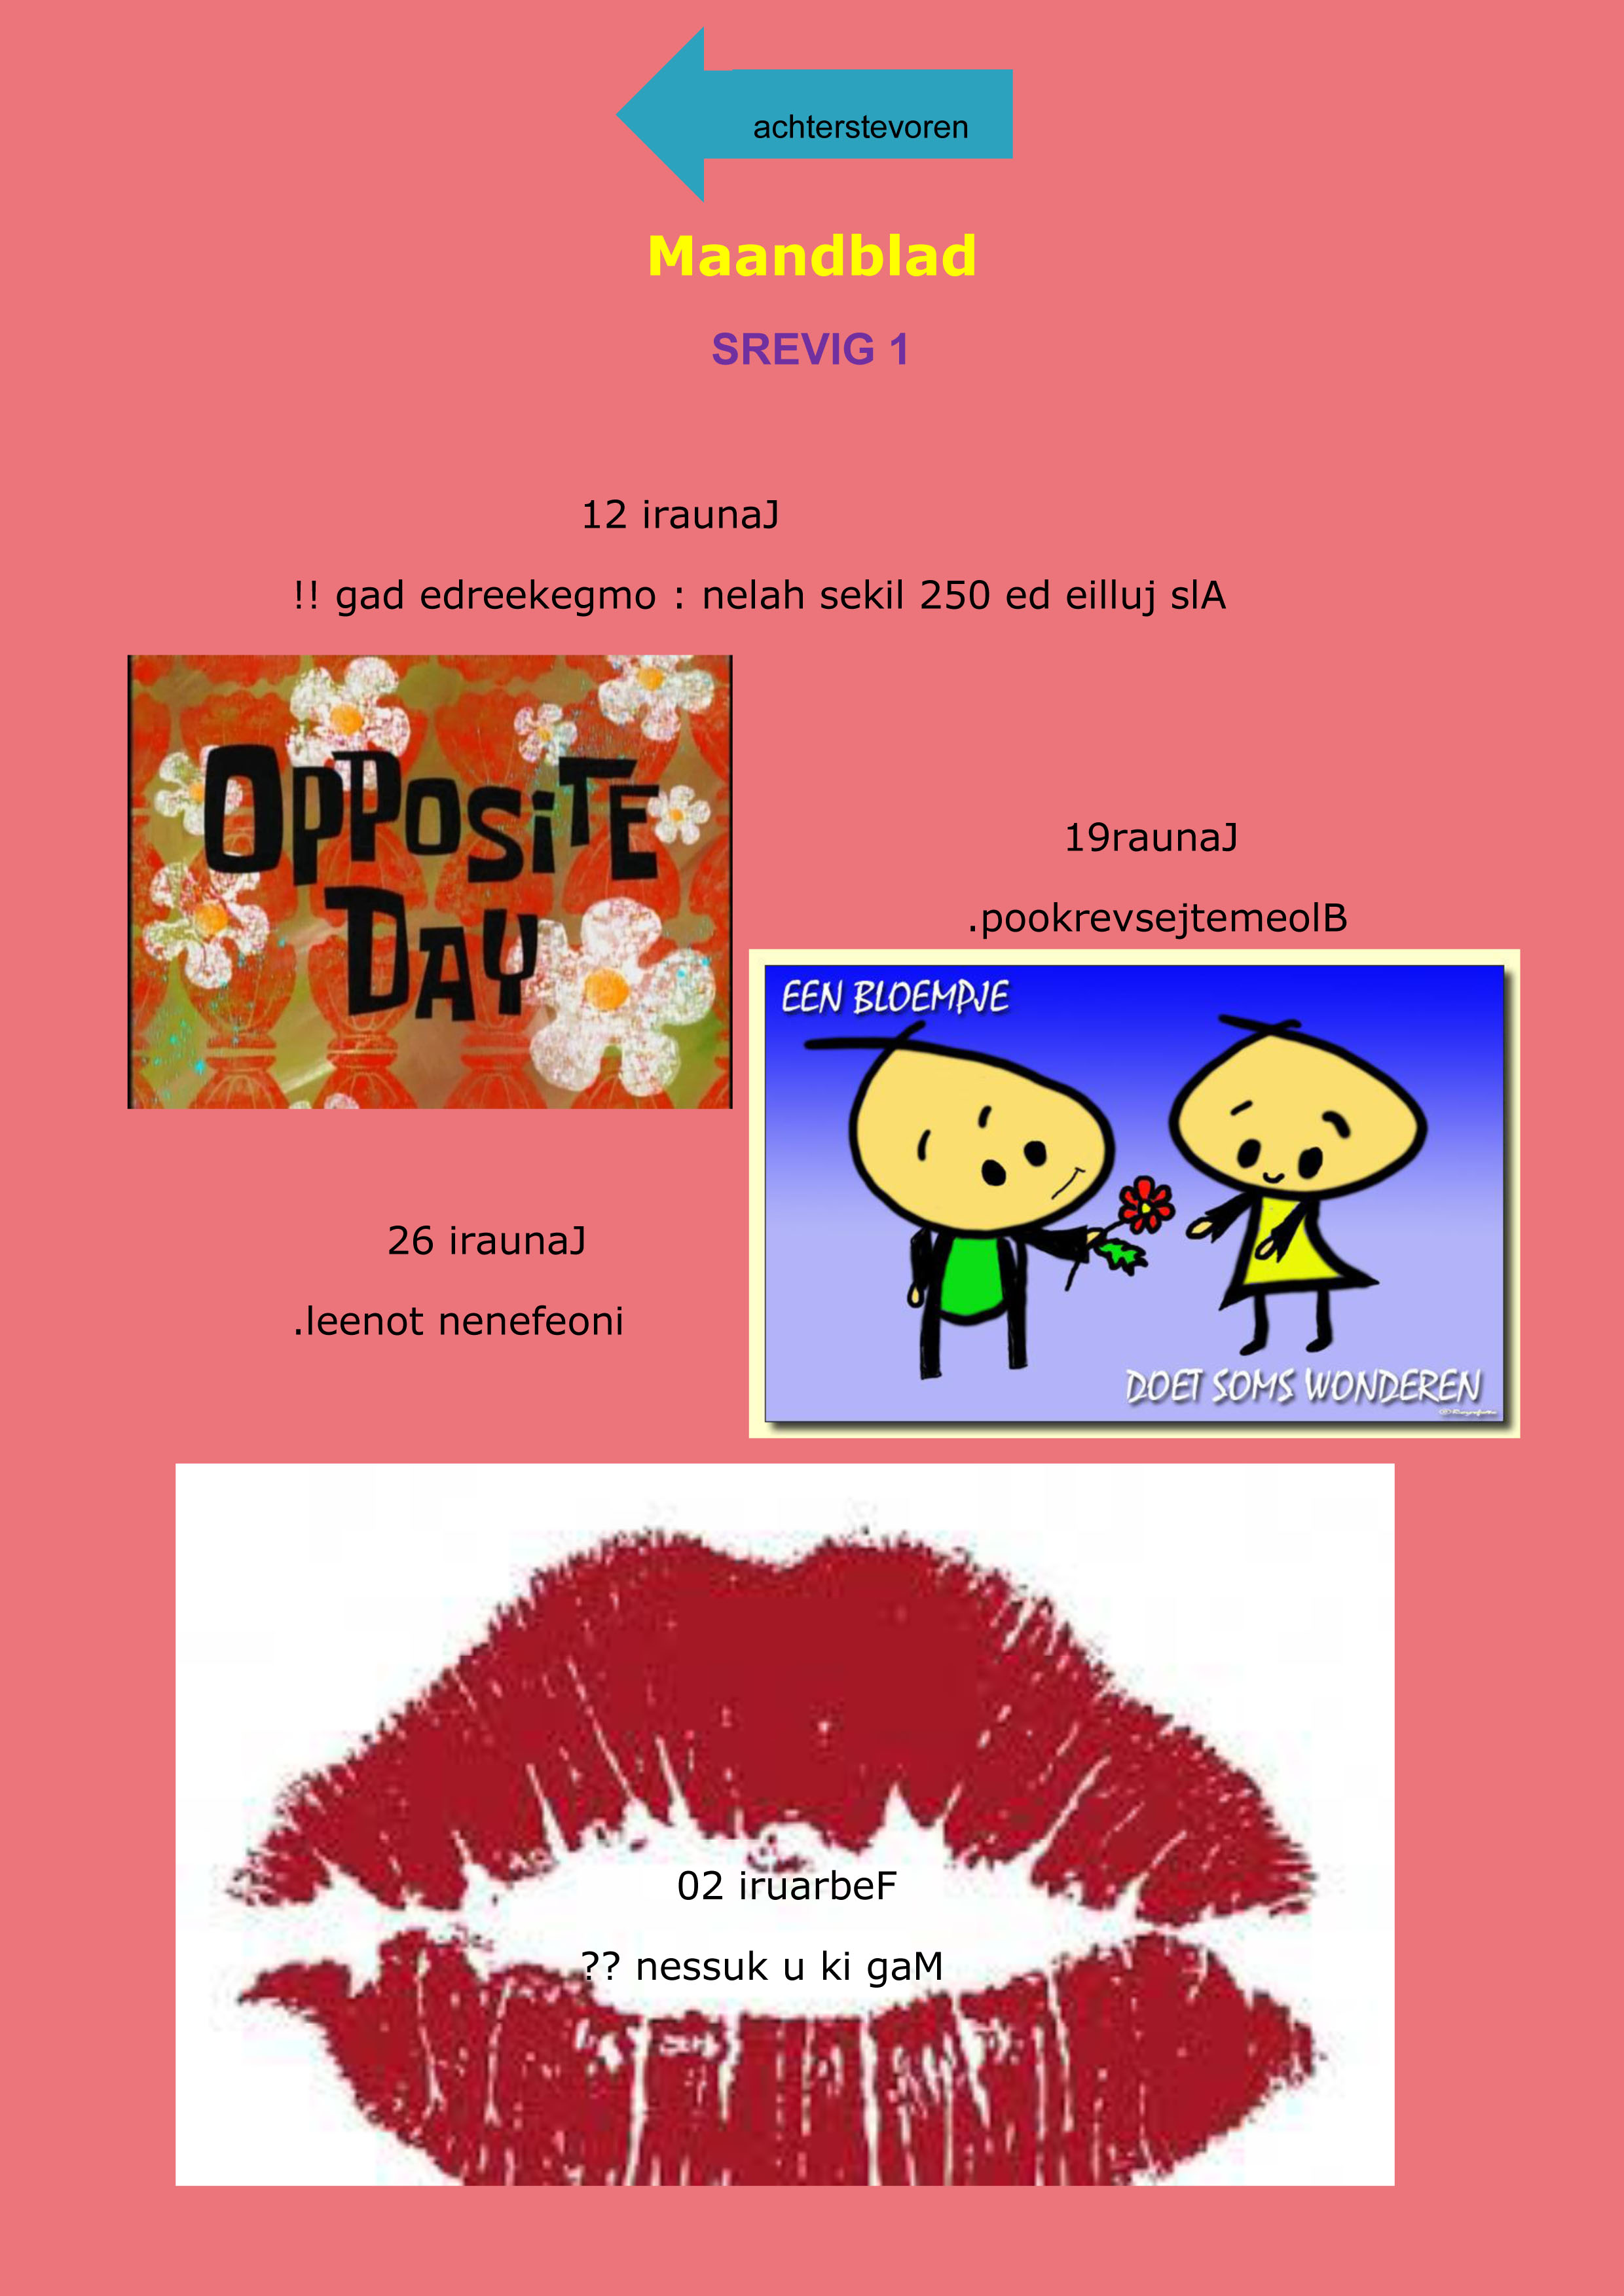 achterstevoren
Maandblad
SREVIG 1
12 iraunaJ
!! gad edreekegmo : nelah sekil 250 ed eilluj slA
OPPOSiTE
DAY
19raunaJ
.pookrevsejtemeolB
EEN BLOEMPJE
DOET SOMS WONDEREN
26 iraunaJ
.leenot nenefeoni
02 iruarbeF
?? nessuk u ki gaM